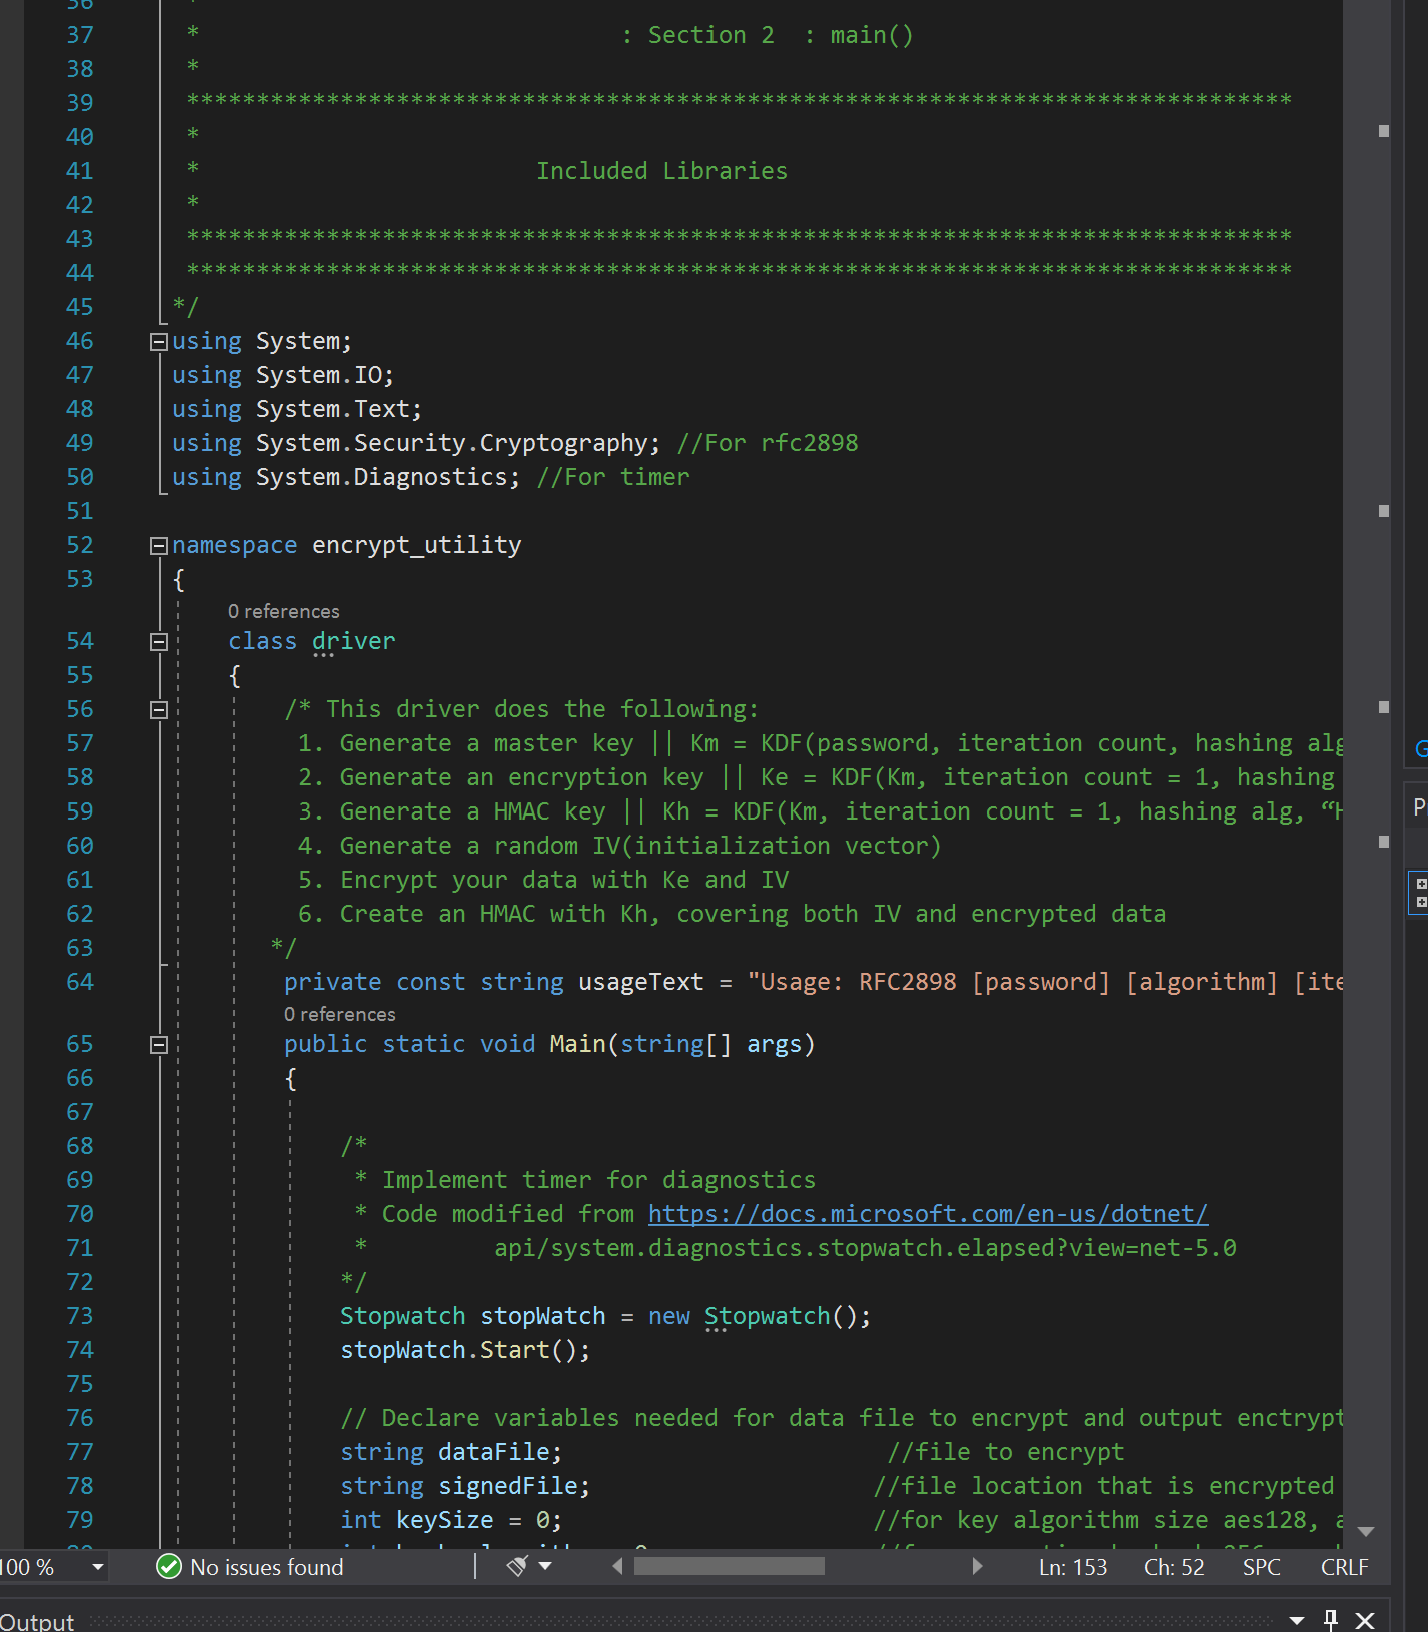 36 *
37 * : Section 2 : main()
38 *
39 *******************************************************************************
40 *
41 * Included Libraries
42 *
43 *******************************************************************************
44 *******************************************************************************
45 */
46 using System;
47 using System.IO;
48 using System.Text;
49 using System.Security.Cryptography; //For rfc2898
50 using System.Diagnostics; //For timer
51
52 namespace encrypt_utility
53 {
0 references
54 class driver
55 {
56 /* This driver does the following:
57 1. Generate a master key || Km = KDF(password, iteration count, hashing alg
58 2. Generate an encryption key || Ke = KDF(Km, iteration count = 1, hashing
59 3. Generate a HMAC key || Kh = KDF(Km, iteration count = 1, hashing alg, “H
60 4. Generate a random IV(initialization vector)
61 5. Encrypt your data with Ke and IV
62 6. Create an HMAC with Kh, covering both IV and encrypted data
63 */
64 private const string usageText = "Usage: RFC2898 [password] [algorithm] [ite
0 references
65 public static void Main(string[] args)
66 {
67
68 /*
69 * Implement timer for diagnostics
70 * Code modified from https://docs.microsoft.com/en-us/dotnet/
71 * api/system.diagnostics.stopwatch.elapsed?view=net-5.0
72 */
73 Stopwatch stopWatch = new Stopwatch();
74 stopWatch.Start();
75
76 // Declare variables needed for data file to encrypt and output enctrypt
77 string dataFile; //file to encrypt
78 string signedFile; //file location that is encrypted
79 int keySize = 0; //for key algorithm size aes128, a
100 % No issues found Ln: 153 Ch: 52 SPC CRLF
Output